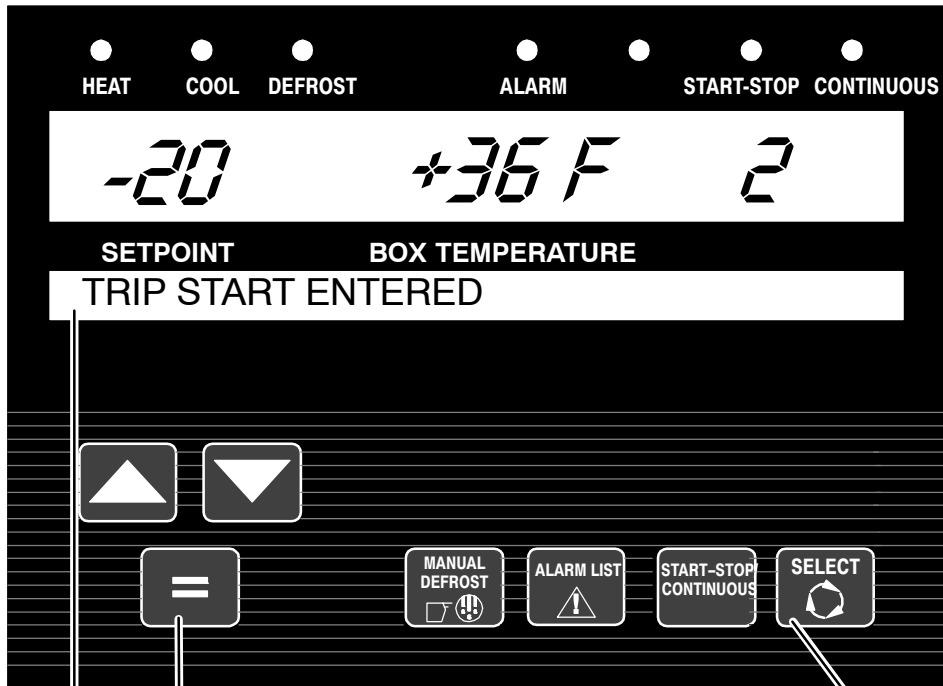 HEAT COOL DEFROST ALARM START-STOP CONTINUOUS
-20 +36 F 2
SETPOINT BOX TEMPERATURE
TRIP START ENTERED
=
MANUAL DEFROST
ALARM LIST
START-STOP/ CONTINUOUS
SELECT